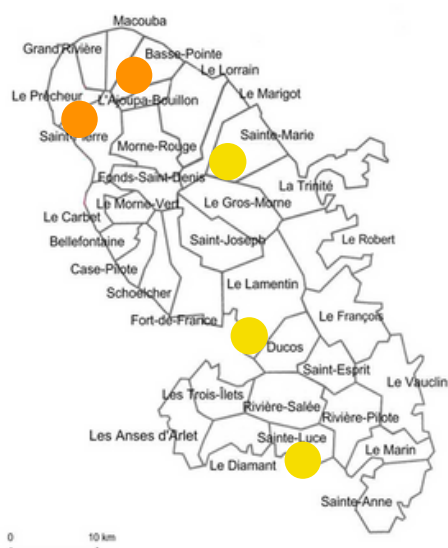 Macouba
Grand Rivière
Basse-Pointe
Le Lorrain
Le Prêcheur
L'Ajoupa-Bouillon
Le Marigot
Sainte-Marie
Morne-Rouge
Fonds-Saint-Denis
La Trinité
Le Morne-Vert
Le Gros-Morne
Le Carbet
Bellefontaine
Saint-Joseph
Le Robert
Case-Pilote
Schoelcher
Le Lamentin
Fort-de-France
Le François
Ducos
Saint-Esprit
Le Vauclin
Les Trois-Îlets
Rivière-Salée
Rivière-Pilote
Les Anses d'Arlet
Sainte-Luce
Le Marin
Le Diamant
Sainte-Anne
0 10 km